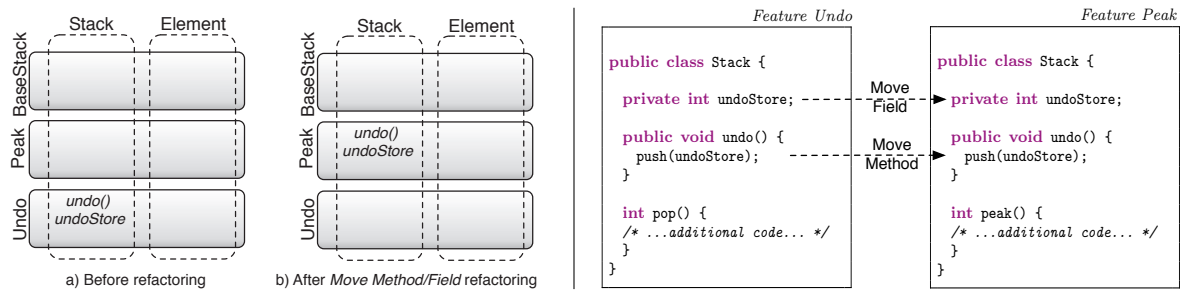 Stack Element
BaseStack
Peak
Undo
undo()
undoStore
a) Before refactoring
Stack Element
BaseStack
Peak
Undo
undo()
undoStore
b) After Move Method/Field refactoring
Feature Undo
public class Stack {
private int undoStore;
public void undo() {
push(undoStore);
}
int pop() {
/* ...additional code... */
}
}
Move
Field
Move
Method
Feature Peak
public class Stack {
private int undoStore;
public void undo() {
push(undoStore);
}
int peak() {
/* ...additional code... */
}
}